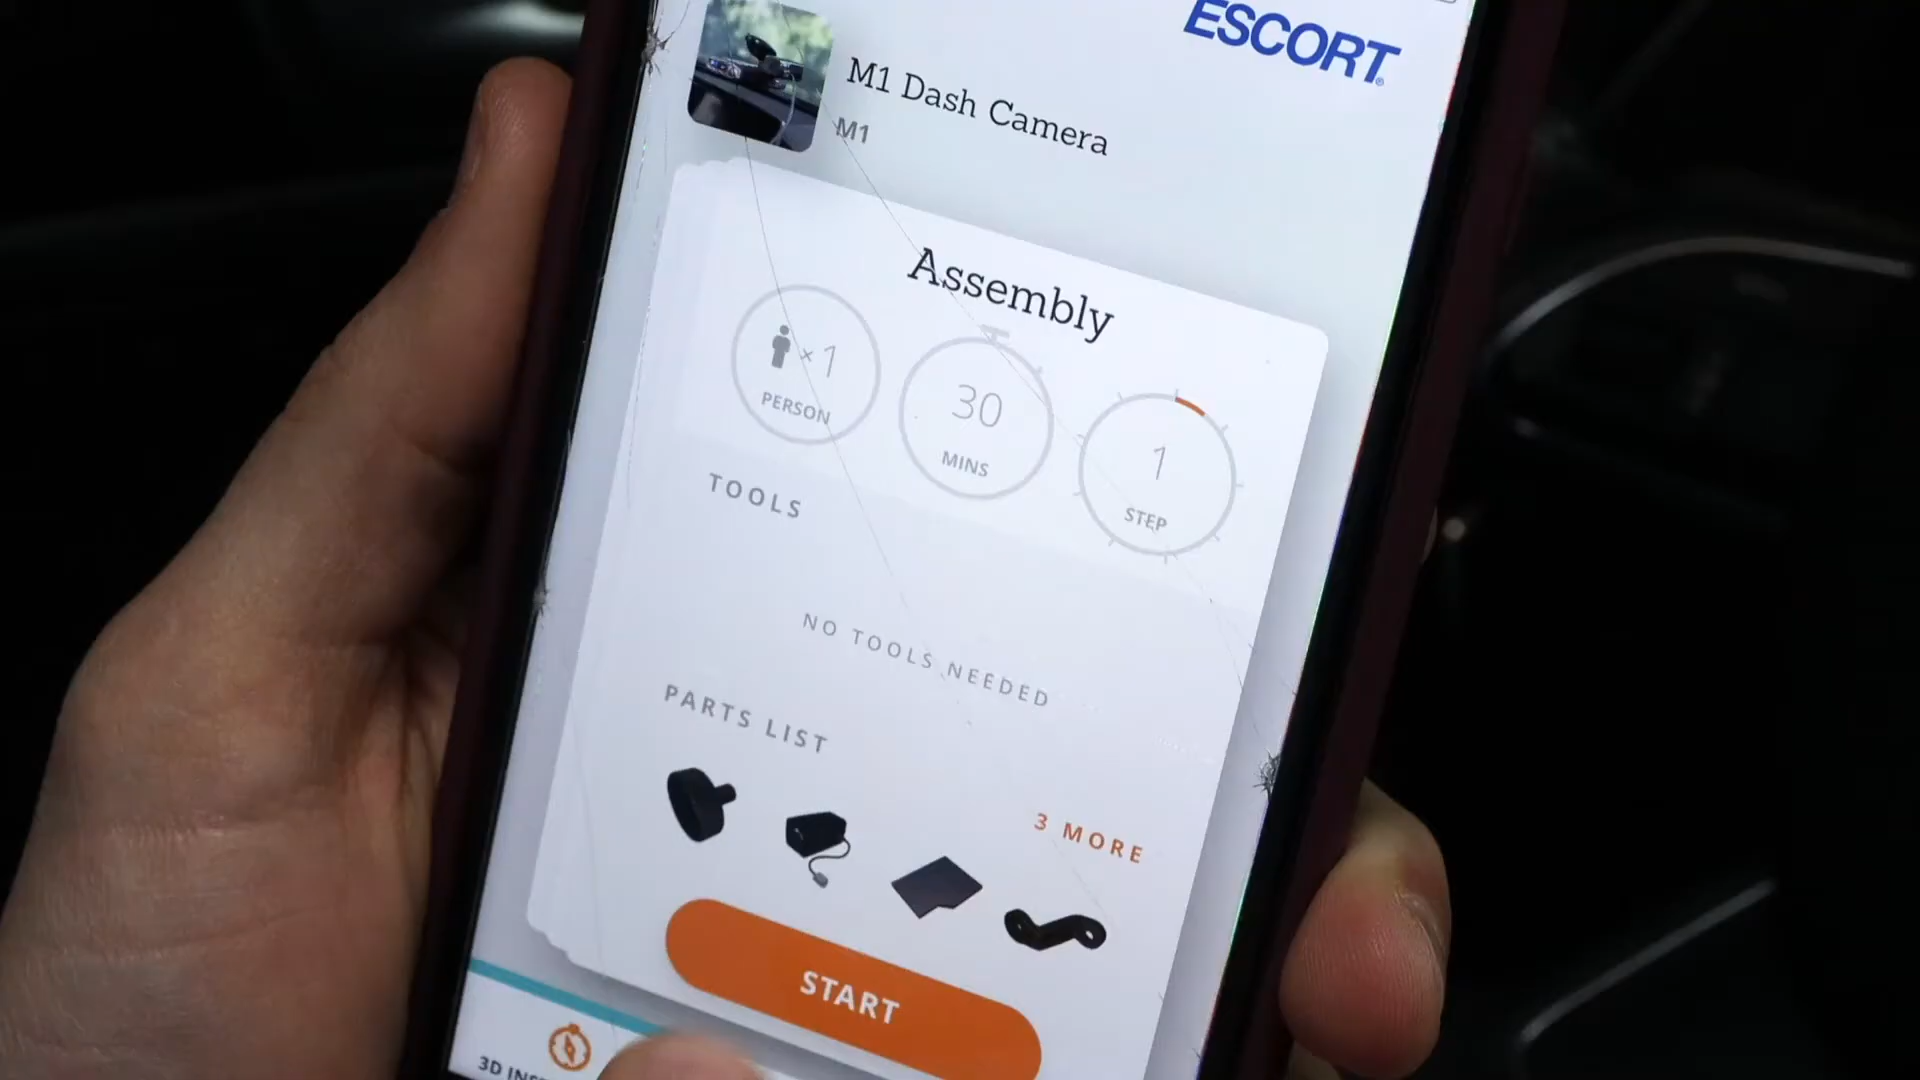 ESCORT®
M1 Dash Camera
M1
Assembly
× 1
PERSON
30
MINS
1
STEP
TOOLS
NO TOOLS NEEDED
PARTS LIST
3 MORE
START
3D